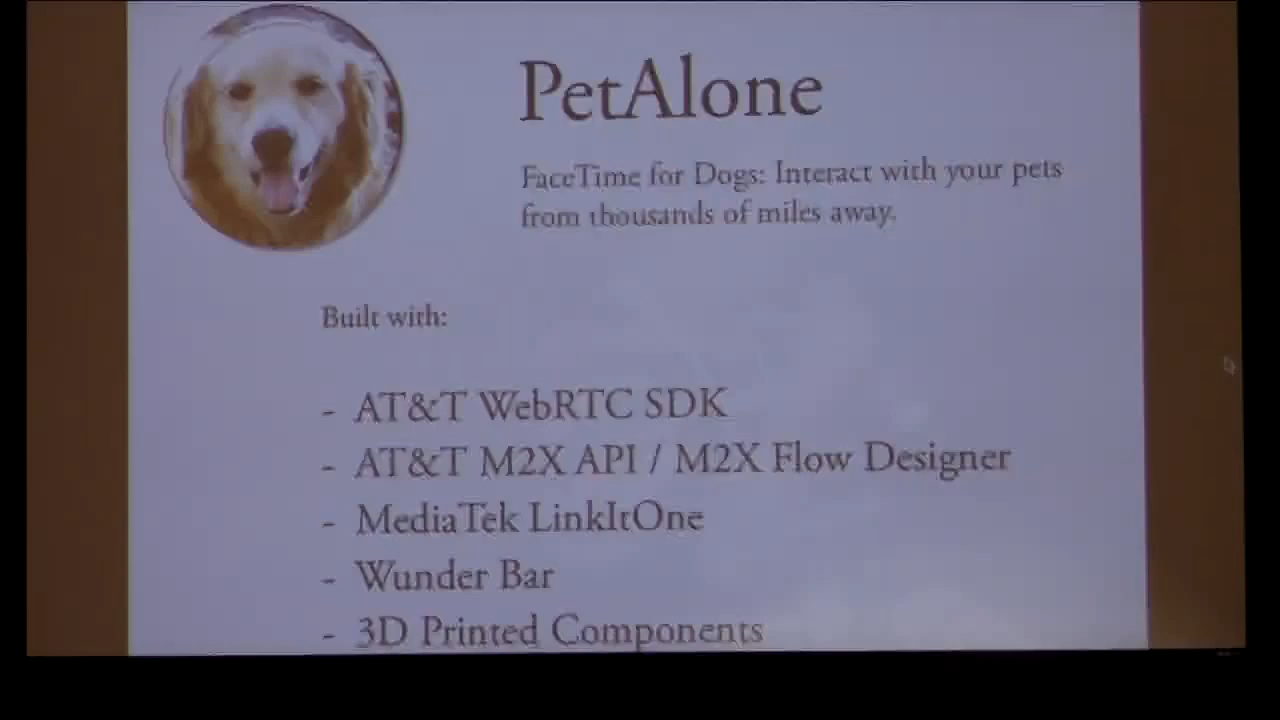 PetAlone
FaceTime for Dogs: Interact with your pets
from thousands of miles away.
Built with:
- AT&T WebRTC SDK
- AT&T M2X API / M2X Flow Designer
- MediaTek LinkItOne
- Wunder Bar
- 3D Printed Components